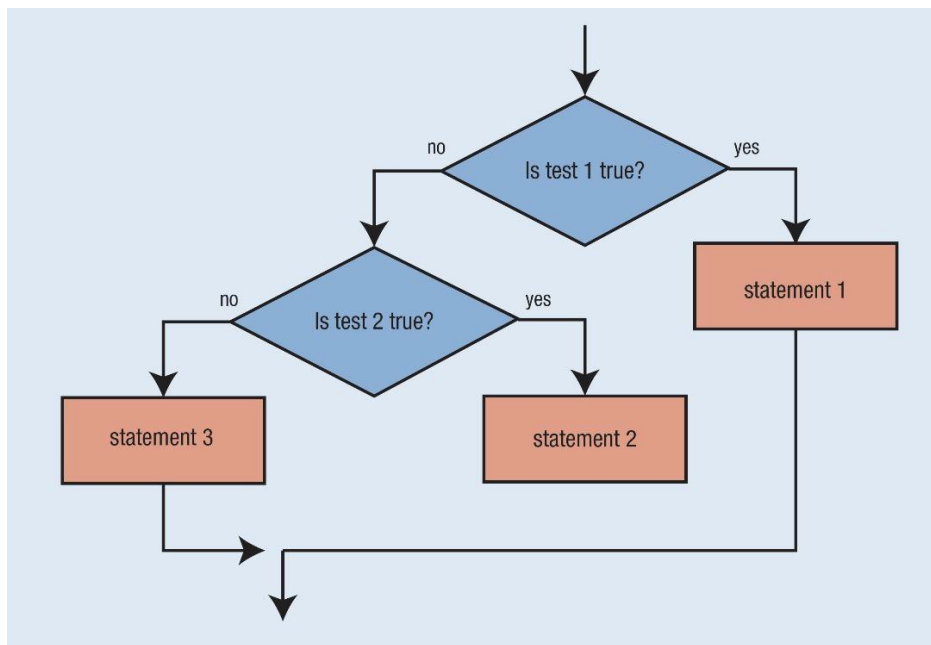 no
Is test 1 true?
yes
no
Is test 2 true?
yes
statement 1
statement 3
statement 2